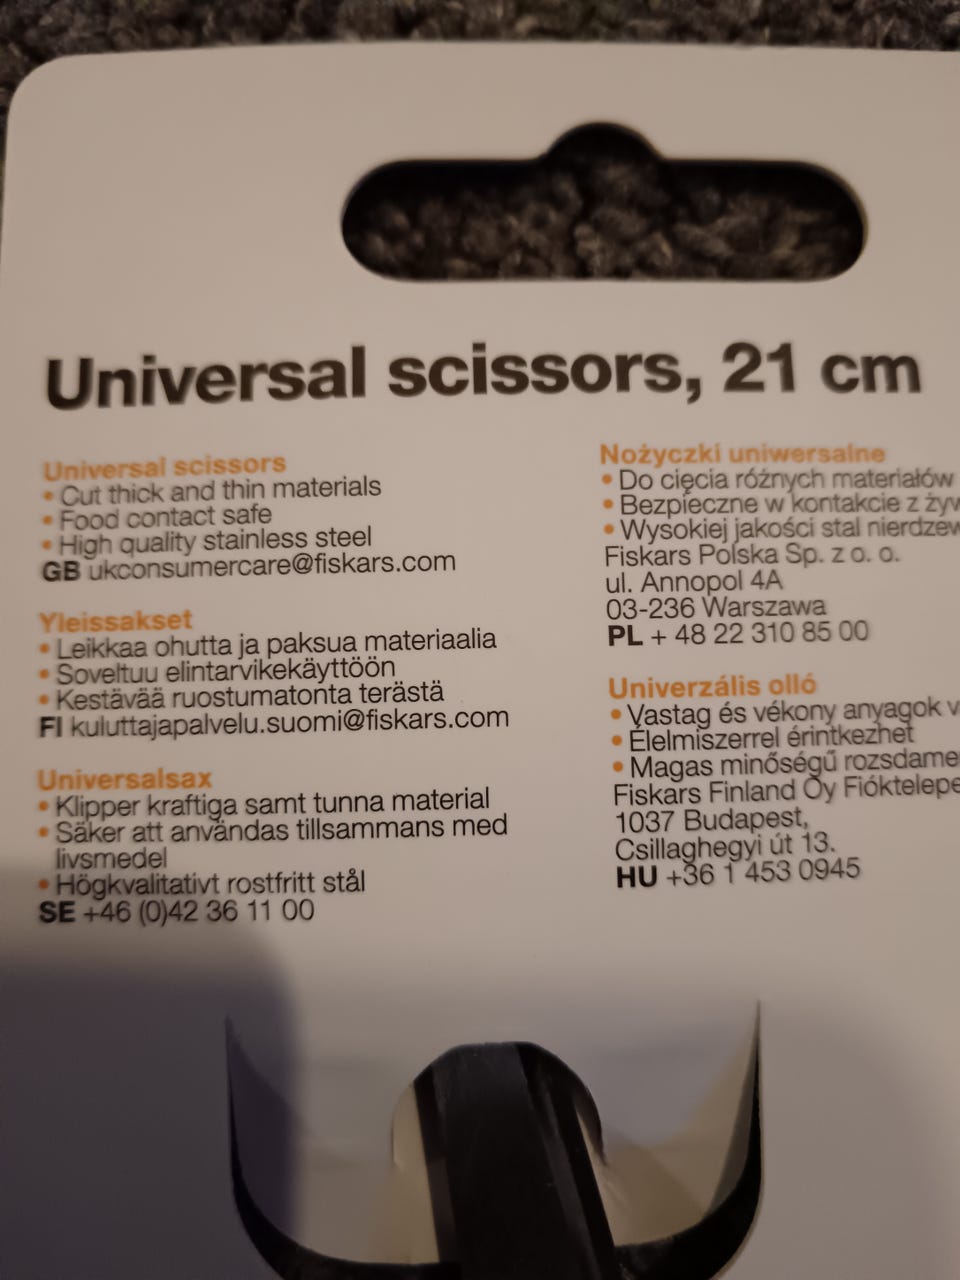 Universal scissors, 21 cm
Universal scissors
• Cut thick and thin materials
• Food contact safe
• High quality stainless steel
GB ukconsumercare@fiskars.com
Yleissakset
• Leikkaa ohutta ja paksua materiaalia
• Soveltuu elintarvikekäyttöön
• Kestävää ruostumatonta terästä
FI kuluttajapalvelu.suomi@fiskars.com
Universalsax
• Klipper kraftiga samt tunna material
• Säker att användas tillsammans med
livsmedel
• Högkvalitativt rostfritt stål
SE +46 (0)42 36 11 00
Nożyczki uniwersalne
• Do cięcia różnych materiałów
• Bezpieczne w kontakcie z
• Wysokiej jakości stal
Fiskars Polska Sp. z o. o.
ul. Annopol 4A
03-236 Warszawa
PL + 48 22 310 85 00
Univerzális olló
• Vastag és vékony anyagok
• Élelmiszerrel érintkezhet
• Magas minőségű
Fiskars Finland Oy
1037 Budapest,
Csillaghegyi út 13.
HU +36 1 453 0945